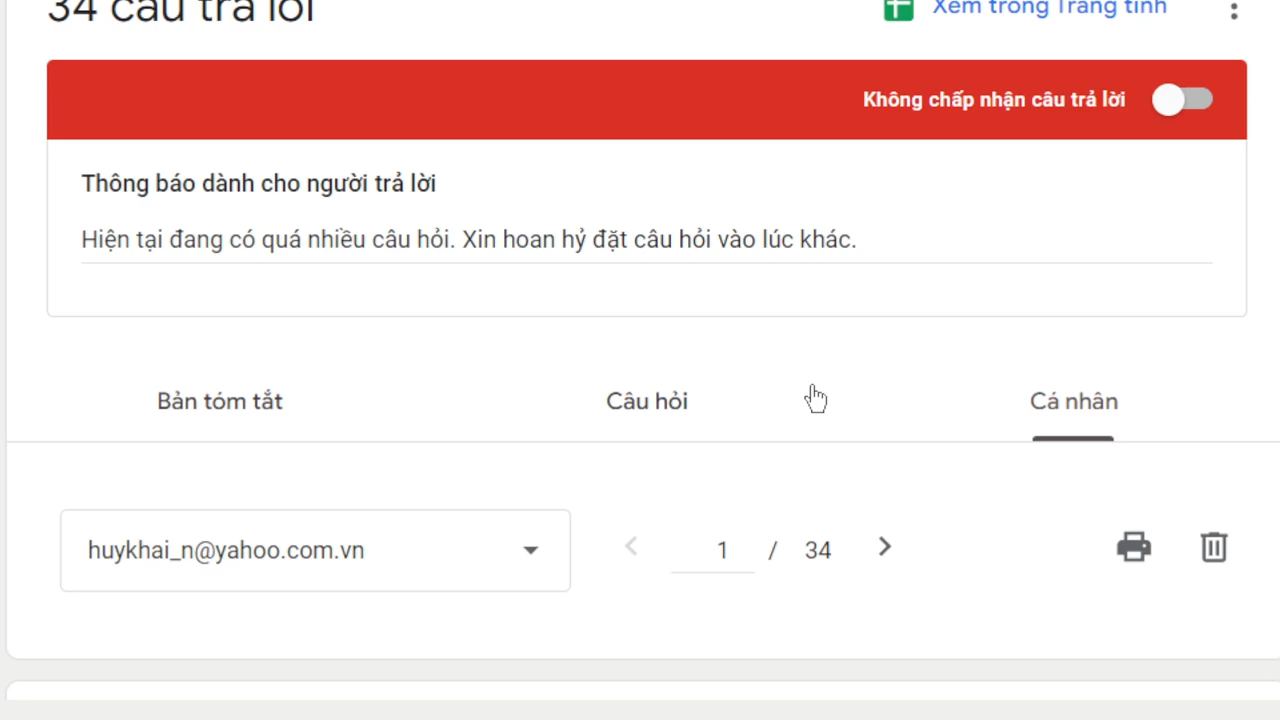 34 câu trả lời
Xem trong Trang tính
Không chấp nhận câu trả lời
Thông báo dành cho người trả lời
Hiện tại đang có quá nhiều câu hỏi. Xin hoan hỷ đặt câu hỏi vào lúc khác.
Bản tóm tắt
Câu hỏi
Cá nhân
huykhai_n@yahoo.com.vn
1 / 34